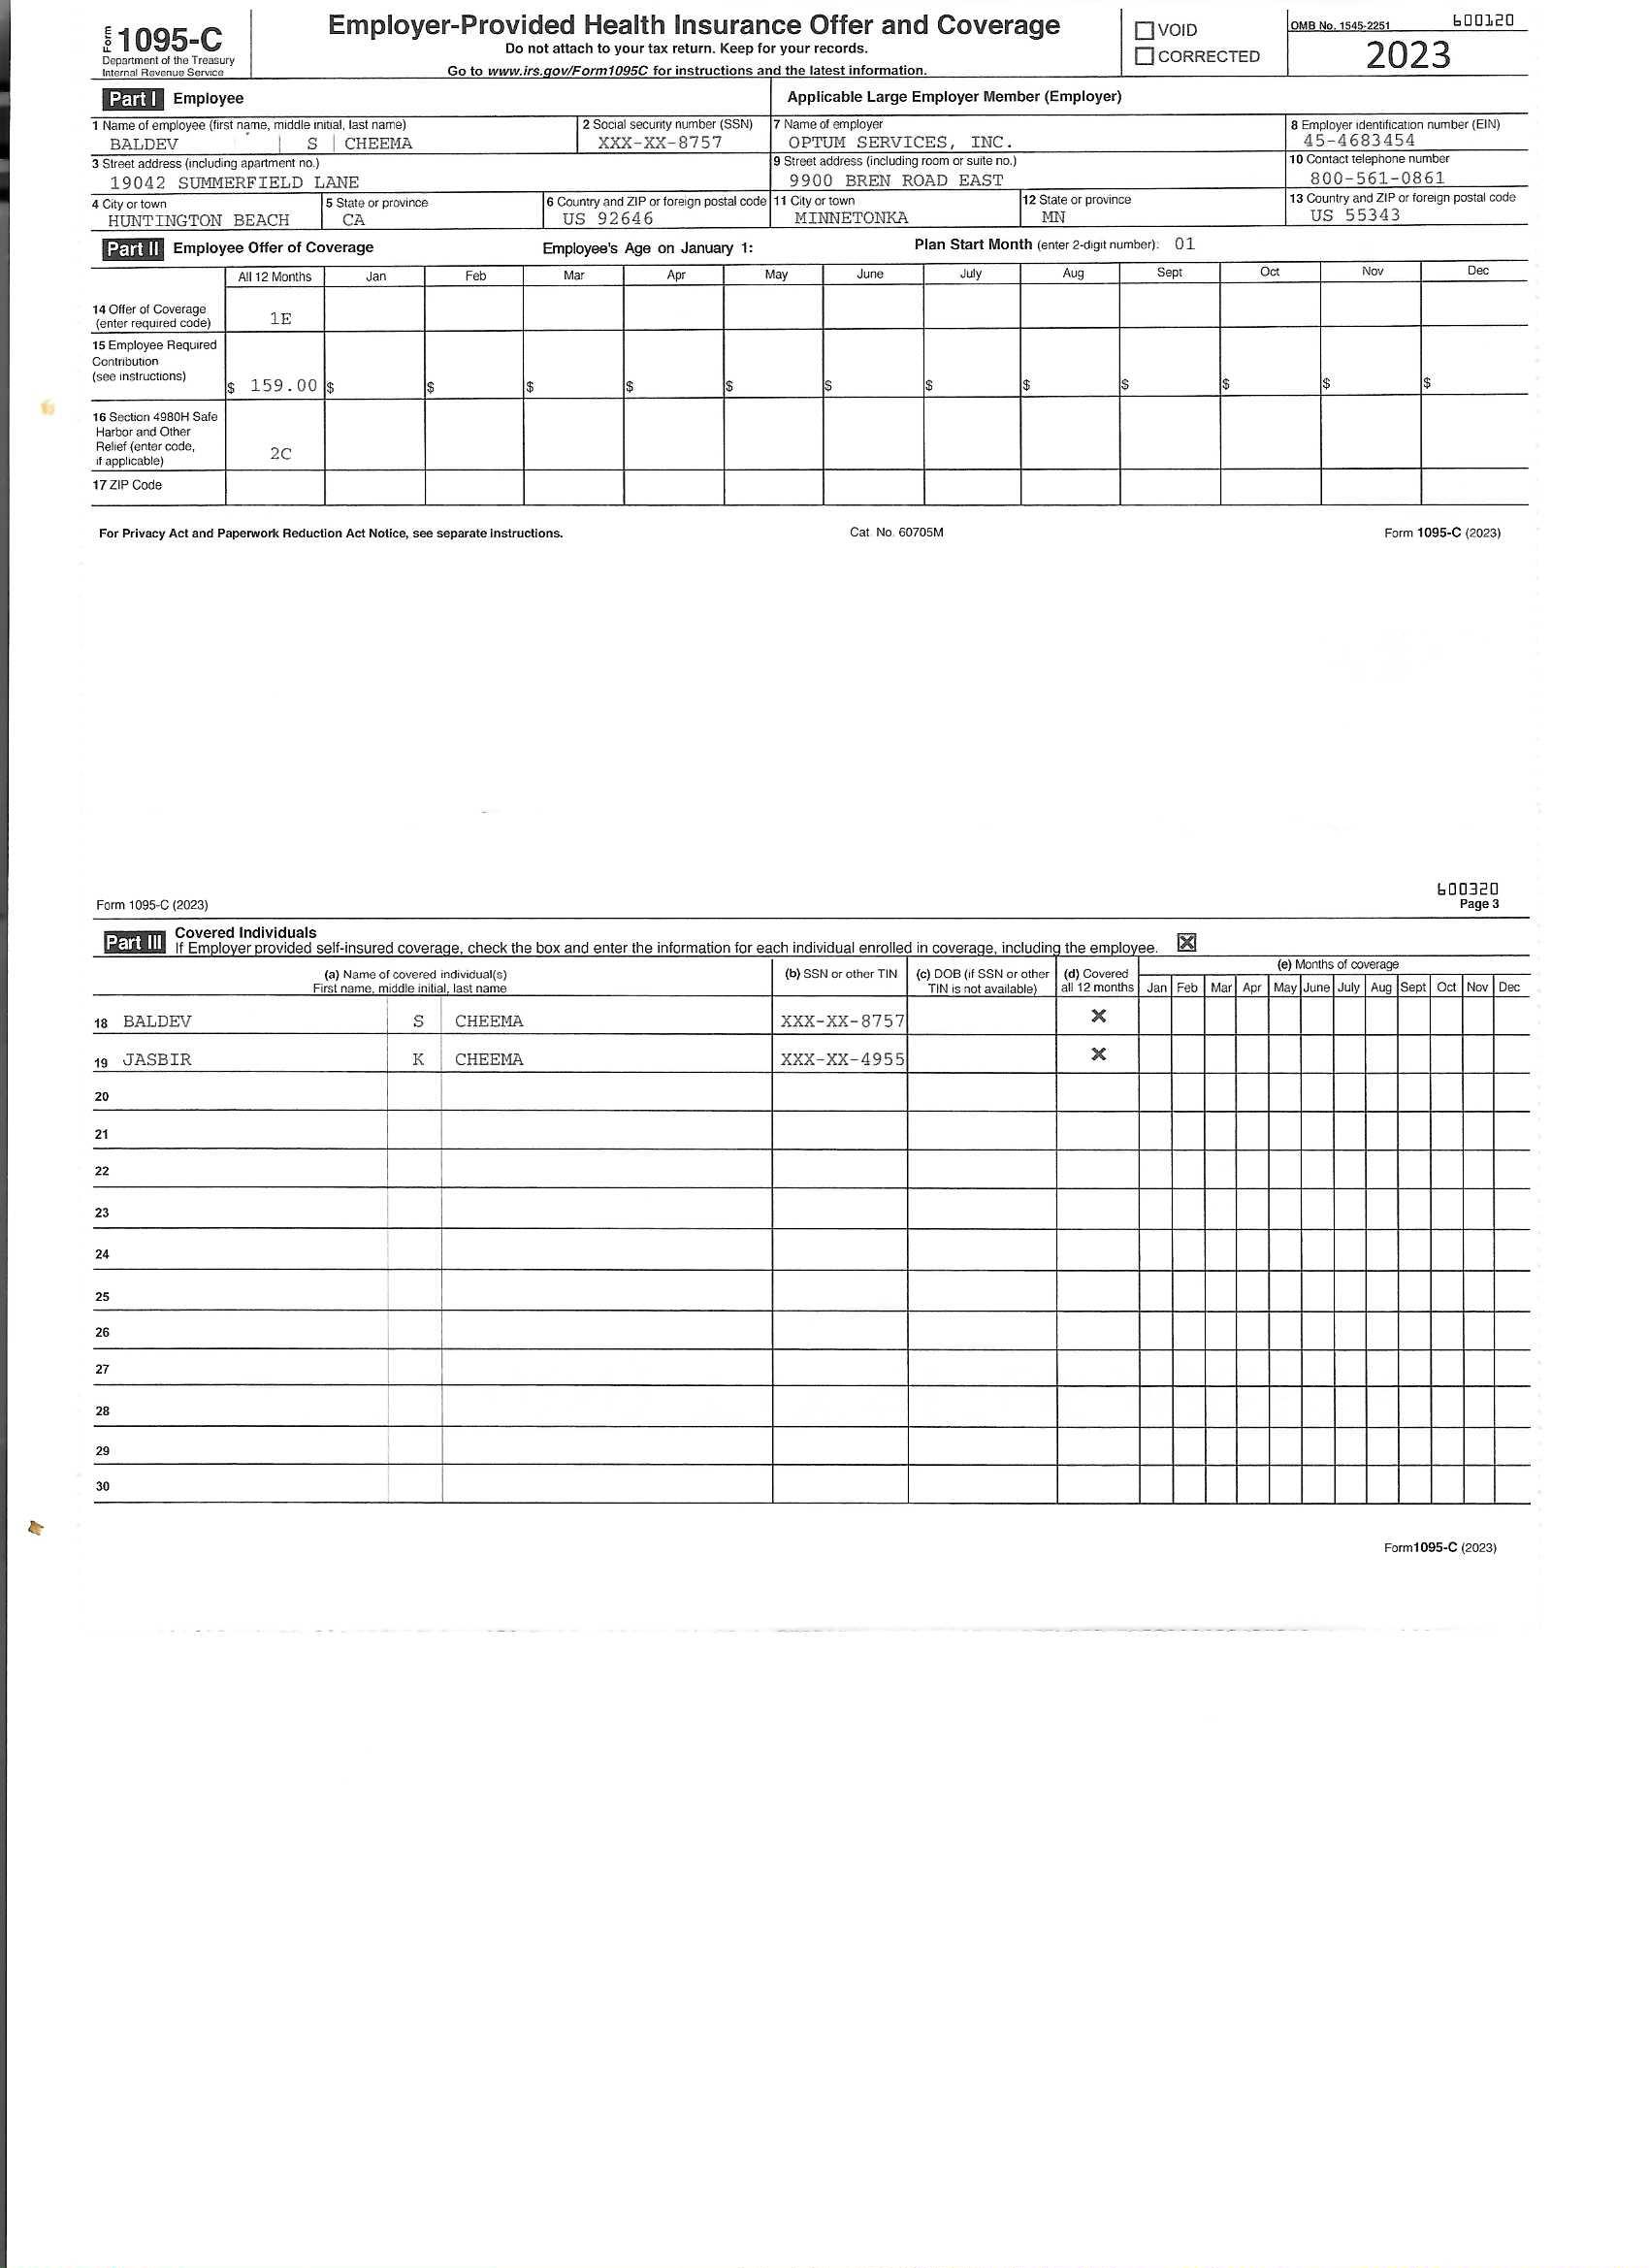 Form 1095-C
Department of the Treasury
Internal Revenue Service
Employer-Provided Health Insurance Offer and Coverage
Do not attach to your tax return. Keep for your records.
Go to www.irs.gov/Form1095C for instructions and the latest information.
VOID
CORRECTED
OMB No. 1545-2251
600120
2023
Part I Employee
Applicable Large Employer Member (Employer)
1 Name of employee (first name, middle initial, last name)
BALDEV S CHEEMA
2 Social security number (SSN)
XXX-XX-8757
7 Name of employer
OPTUM SERVICES, INC.
8 Employer identification number (EIN)
45-4683454
3 Street address (including apartment no.)
19042 SUMMERFIELD LANE
9 Street address (including room or suite no.)
9900 BREN ROAD EAST
10 Contact telephone number
800-561-0861
4 City or town
HUNTINGTON BEACH
5 State or province
CA
6 Country and ZIP or foreign postal code
US 92646
11 City or town
MINNETONKA
12 State or province
MN
13 Country and ZIP or foreign postal code
US 55343
Part II Employee Offer of Coverage
Employee's Age on January 1:
Plan Start Month (enter 2-digit number): 01
All 12 Months Jan Feb Mar Apr May June July Aug Sept Oct Nov Dec
14 Offer of Coverage
(enter required code)
1E
15 Employee Required
Contribution
(see instructions)
$ 159.00 $ $ $ $ $ $ $ $ $ $ $ $
16 Section 4980H Safe
Harbor and Other
Relief (enter code,
if applicable)
2C
17 ZIP Code
For Privacy Act and Paperwork Reduction Act Notice, see separate instructions.
Cat No. 60705M
Form 1095-C (2023)
600320
Form 1095-C (2023)
Page 3
Part III Covered Individuals
If Employer provided self-insured coverage, check the box and enter the information for each individual enrolled in coverage, including the employee. X
(a) Name of covered individual(s)
First name, middle initial, last name
(b) SSN or other TIN
(c) DOB (if SSN or other
TIN is not available)
(d) Covered
all 12 months
(e) Months of coverage
Jan Feb Mar Apr May June July Aug Sept Oct Nov Dec
18 BALDEV S CHEEMA XXX-XX-8757 X
19 JASBIR K CHEEMA XXX-XX-4955 X
20
21
22
23
24
25
26
27
28
29
30
Form1095-C (2023)